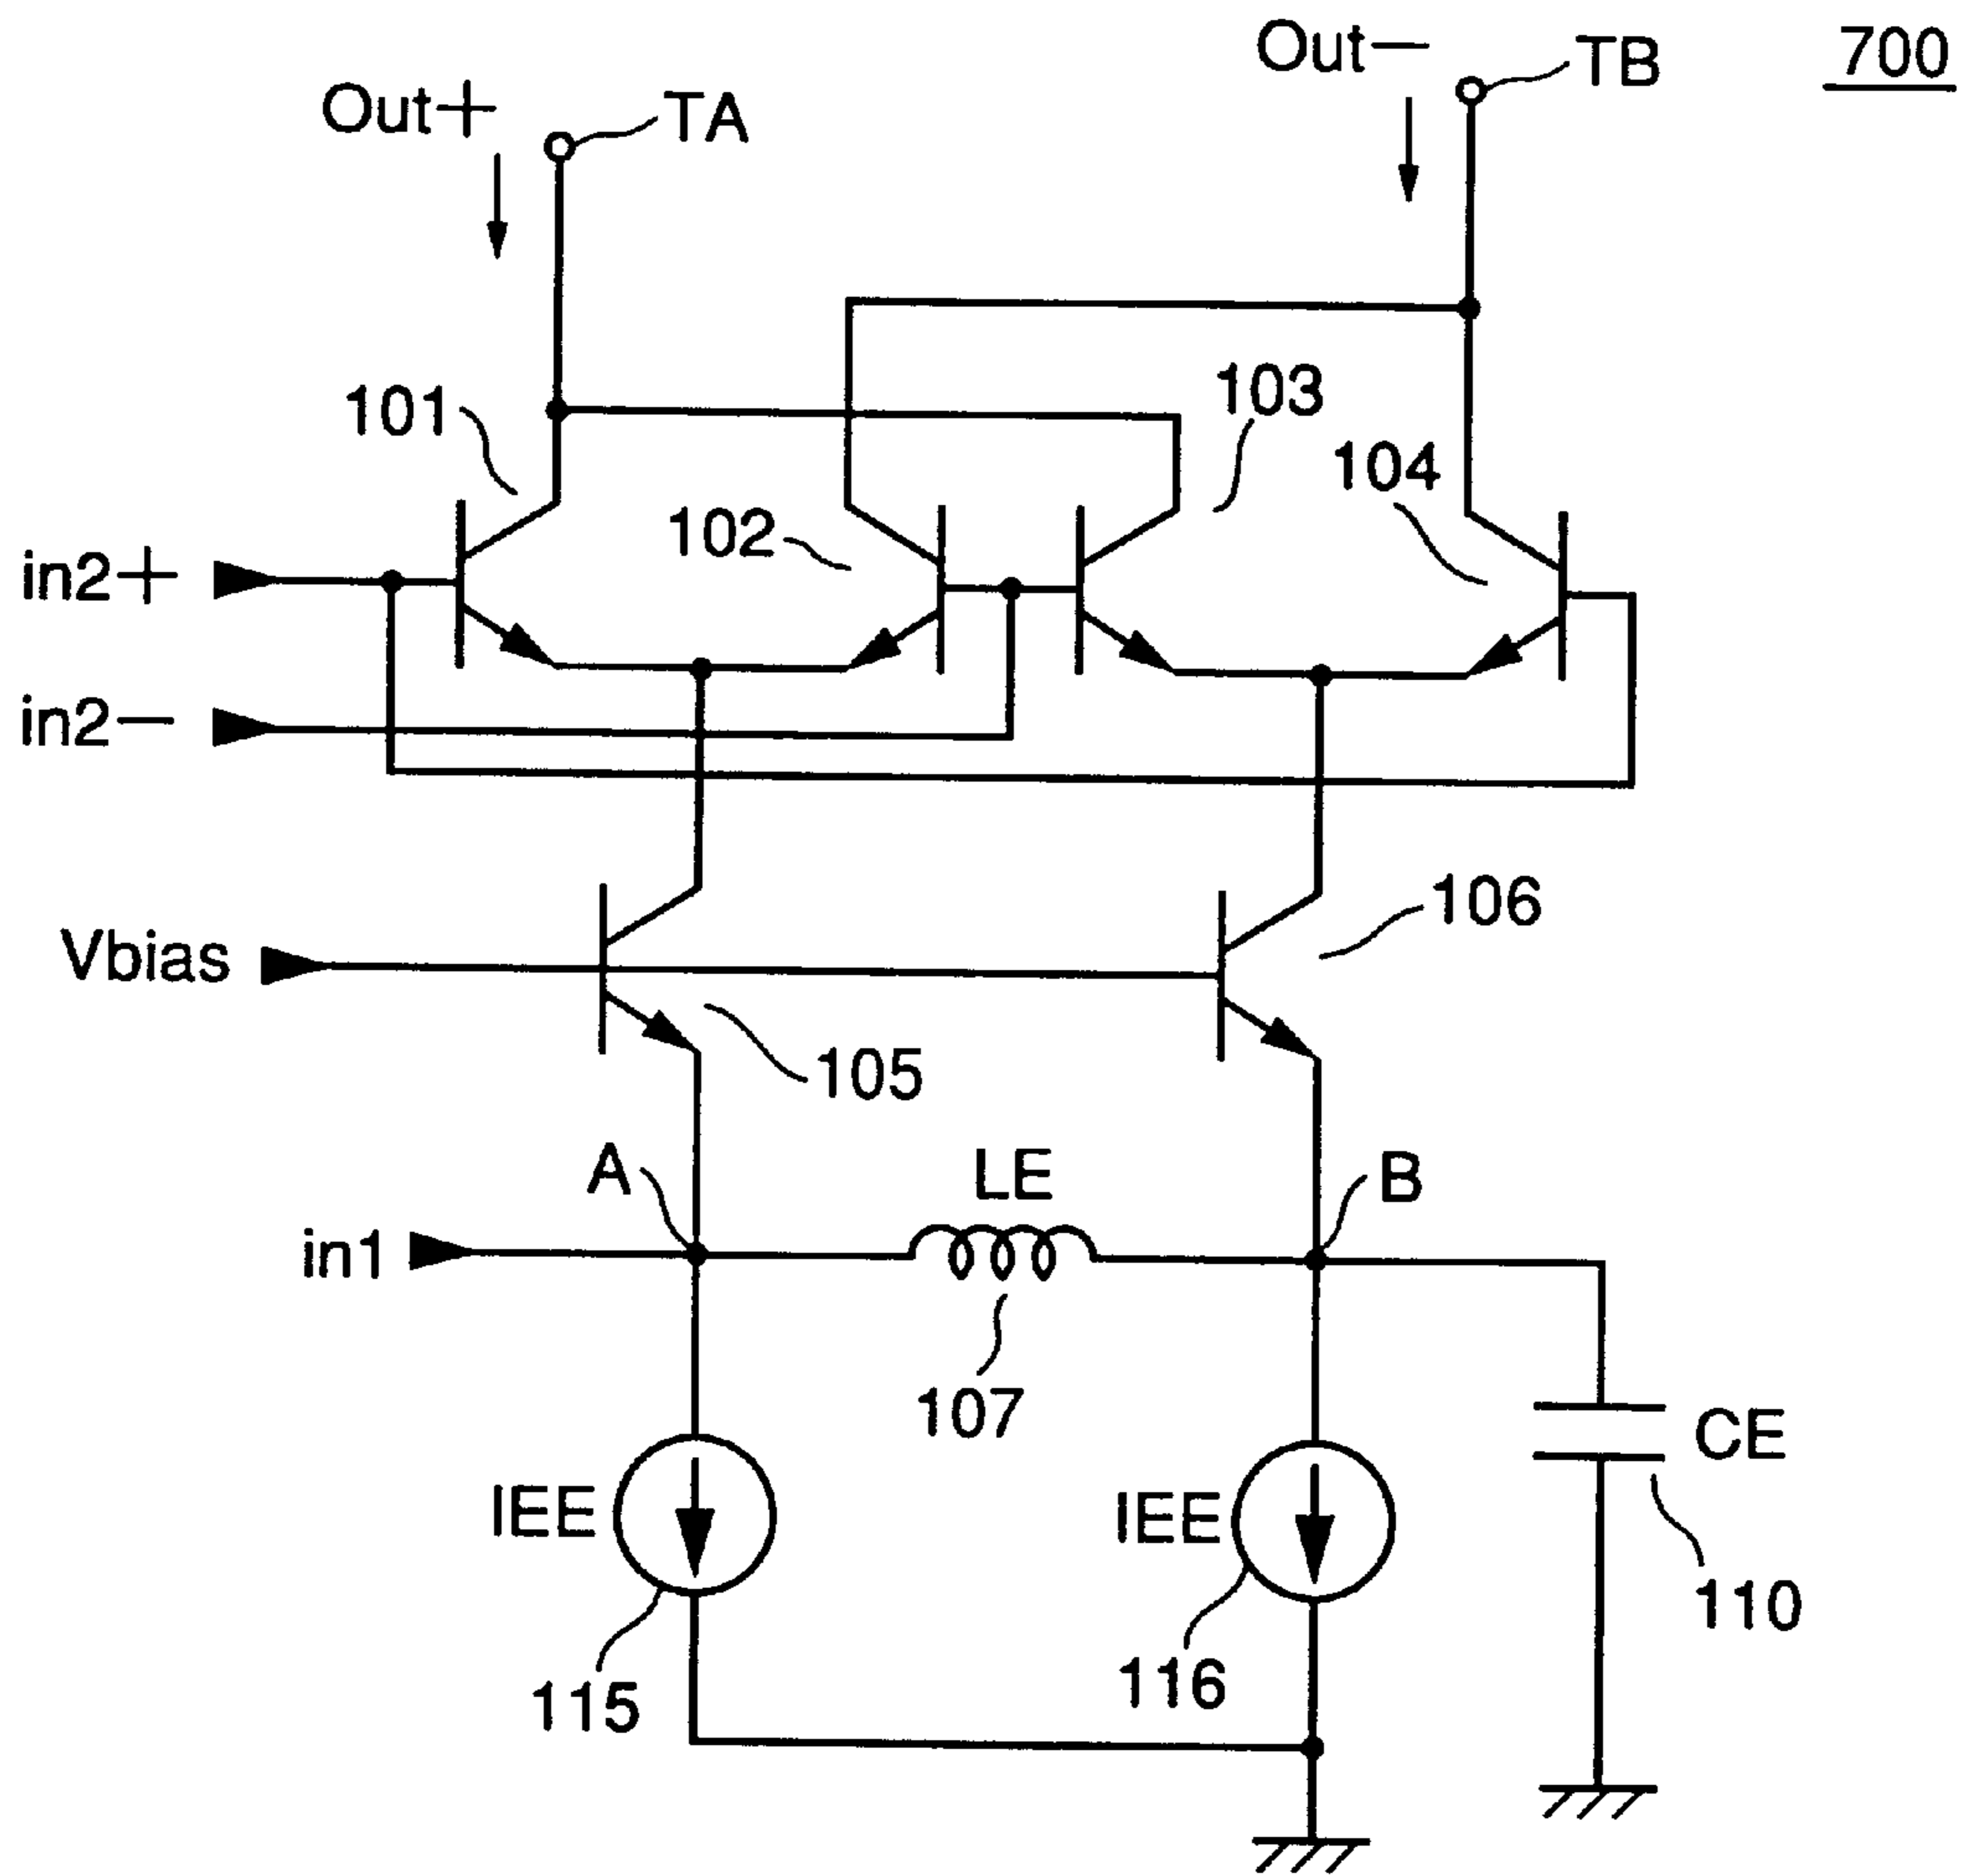 Out−
TB
700
Out+
TA
101
103
104
102
in2+
in2−
Vbias
106
105
A
LE
B
in1
107
CE
IEE
IEE
110
115
116